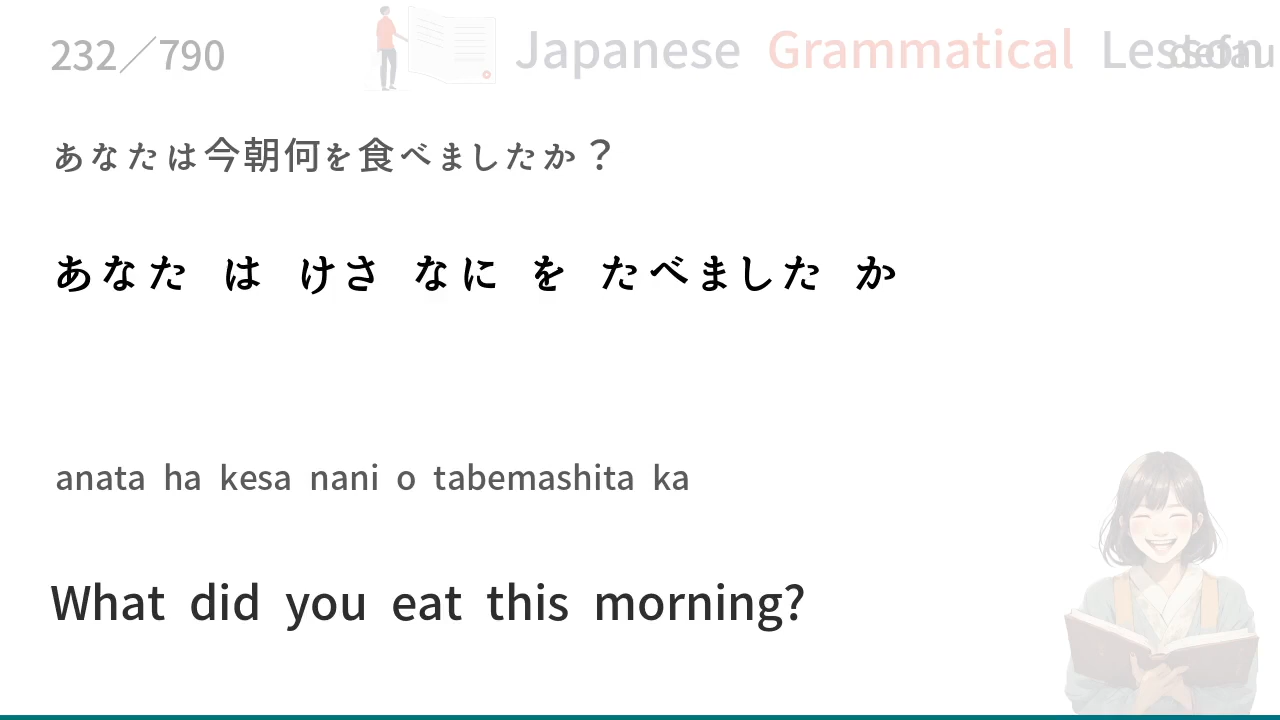 232／790
Japanese Grammatical Lesson
あなたは今朝何を食べましたか？
あなた は けさ なに を たべました か
anata ha kesa nani o tabemashita ka
What did you eat this morning?